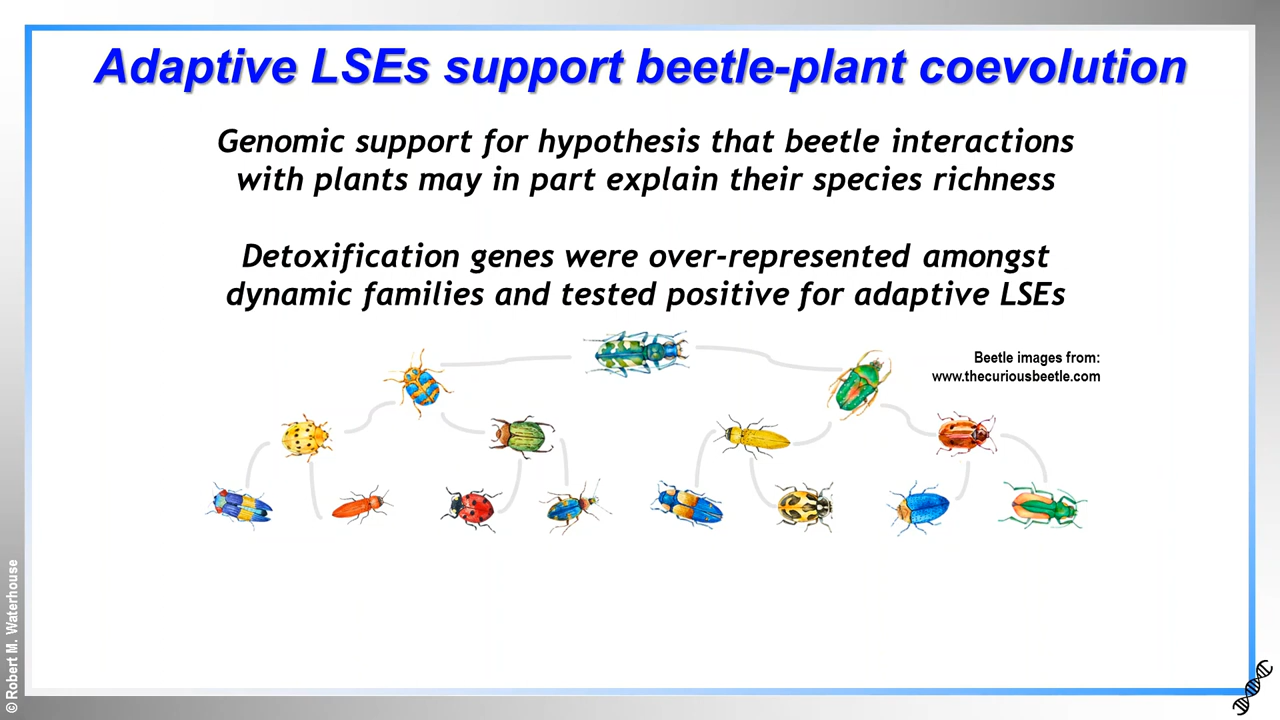 Adaptive LSEs support beetle-plant coevolution
Genomic support for hypothesis that beetle interactions
with plants may in part explain their species richness
Detoxification genes were over-represented amongst
dynamic families and tested positive for adaptive LSEs
Beetle images from:
www.thecuriousbeetle.com
© Robert M. Waterhouse